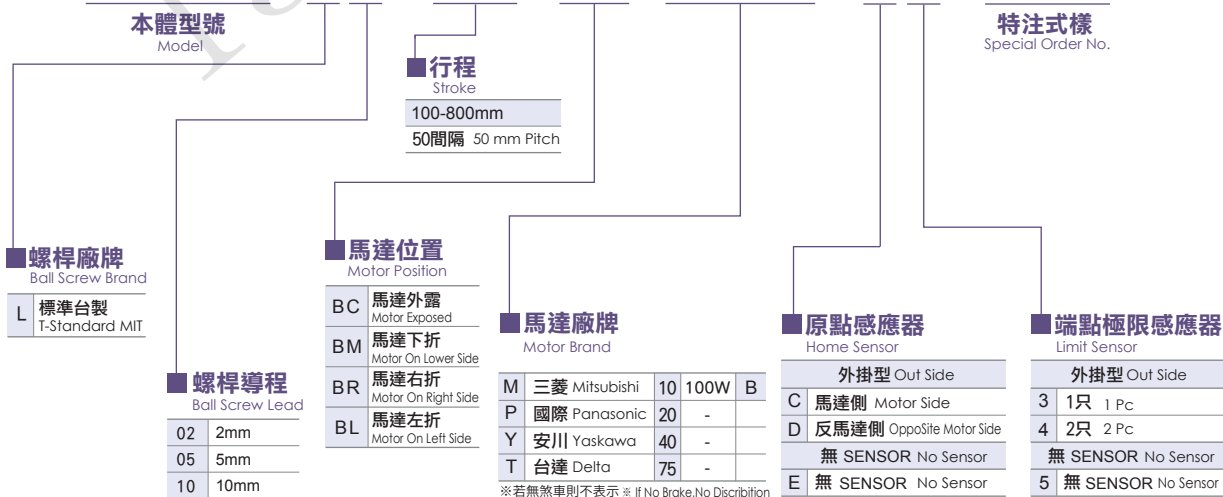 本體型號
Model
特注式樣
Special Order No.
行程
Stroke
100-800mm
50間隔 50 mm Pitch
螺桿廠牌
Ball Screw Brand
L 標準台製
T-Standard MIT
螺桿導程
Ball Screw Lead
02 2mm
05 5mm
10 10mm
馬達位置
Motor Position
BC 馬達外露
Motor Exposed
BM 馬達下折
Motor On Lower Side
BR 馬達右折
Motor On Right Side
BL 馬達左折
Motor On Left Side
馬達廠牌
Motor Brand
M 三菱 Mitsubishi 10 100W B
P 國際 Panasonic 20 -
Y 安川 Yaskawa 40 -
T 台達 Delta 75 -
※若無煞車則不表示 ※ If No Brake,No Discribition
原點感應器
Home Sensor
外掛型 Out Side
C 馬達側 Motor Side
D 反馬達側 OppoSite Motor Side
無 SENSOR No Sensor
E 無 SENSOR No Sensor
端點極限感應器
Limit Sensor
外掛型 Out Side
3 1只 1 Pc
4 2只 2 Pc
無 SENSOR No Sensor
5 無 SENSOR No Sensor